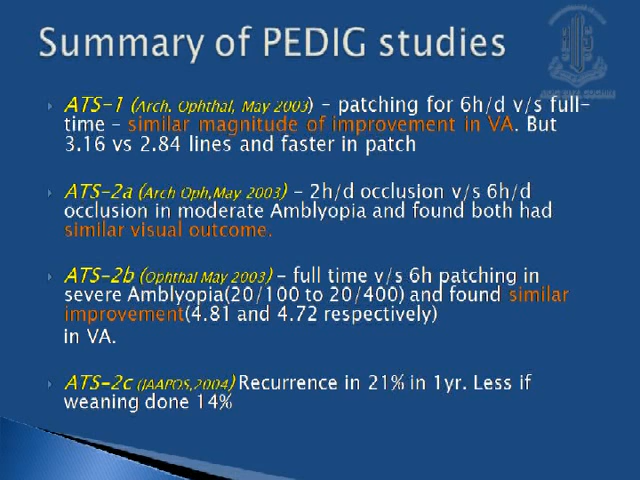 Summary of PEDIG studies
ATS-1 (Arch. Ophthal, May 2003) – patching for 6h/d v/s full-
time – similar magnitude of improvement in VA. But
3.16 vs 2.84 lines and faster in patch
ATS-2a (Arch Oph,May 2003) – 2h/d occlusion v/s 6h/d
occlusion in moderate Amblyopia and found both had
similar visual outcome.
ATS-2b (Ophthal May 2003) – full time v/s 6h patching in
severe Amblyopia(20/100 to 20/400) and found similar
improvement(4.81 and 4.72 respectively)
in VA.
ATS-2c (JAAPOS,2004) Recurrence in 21% in 1yr. Less if
weaning done 14%